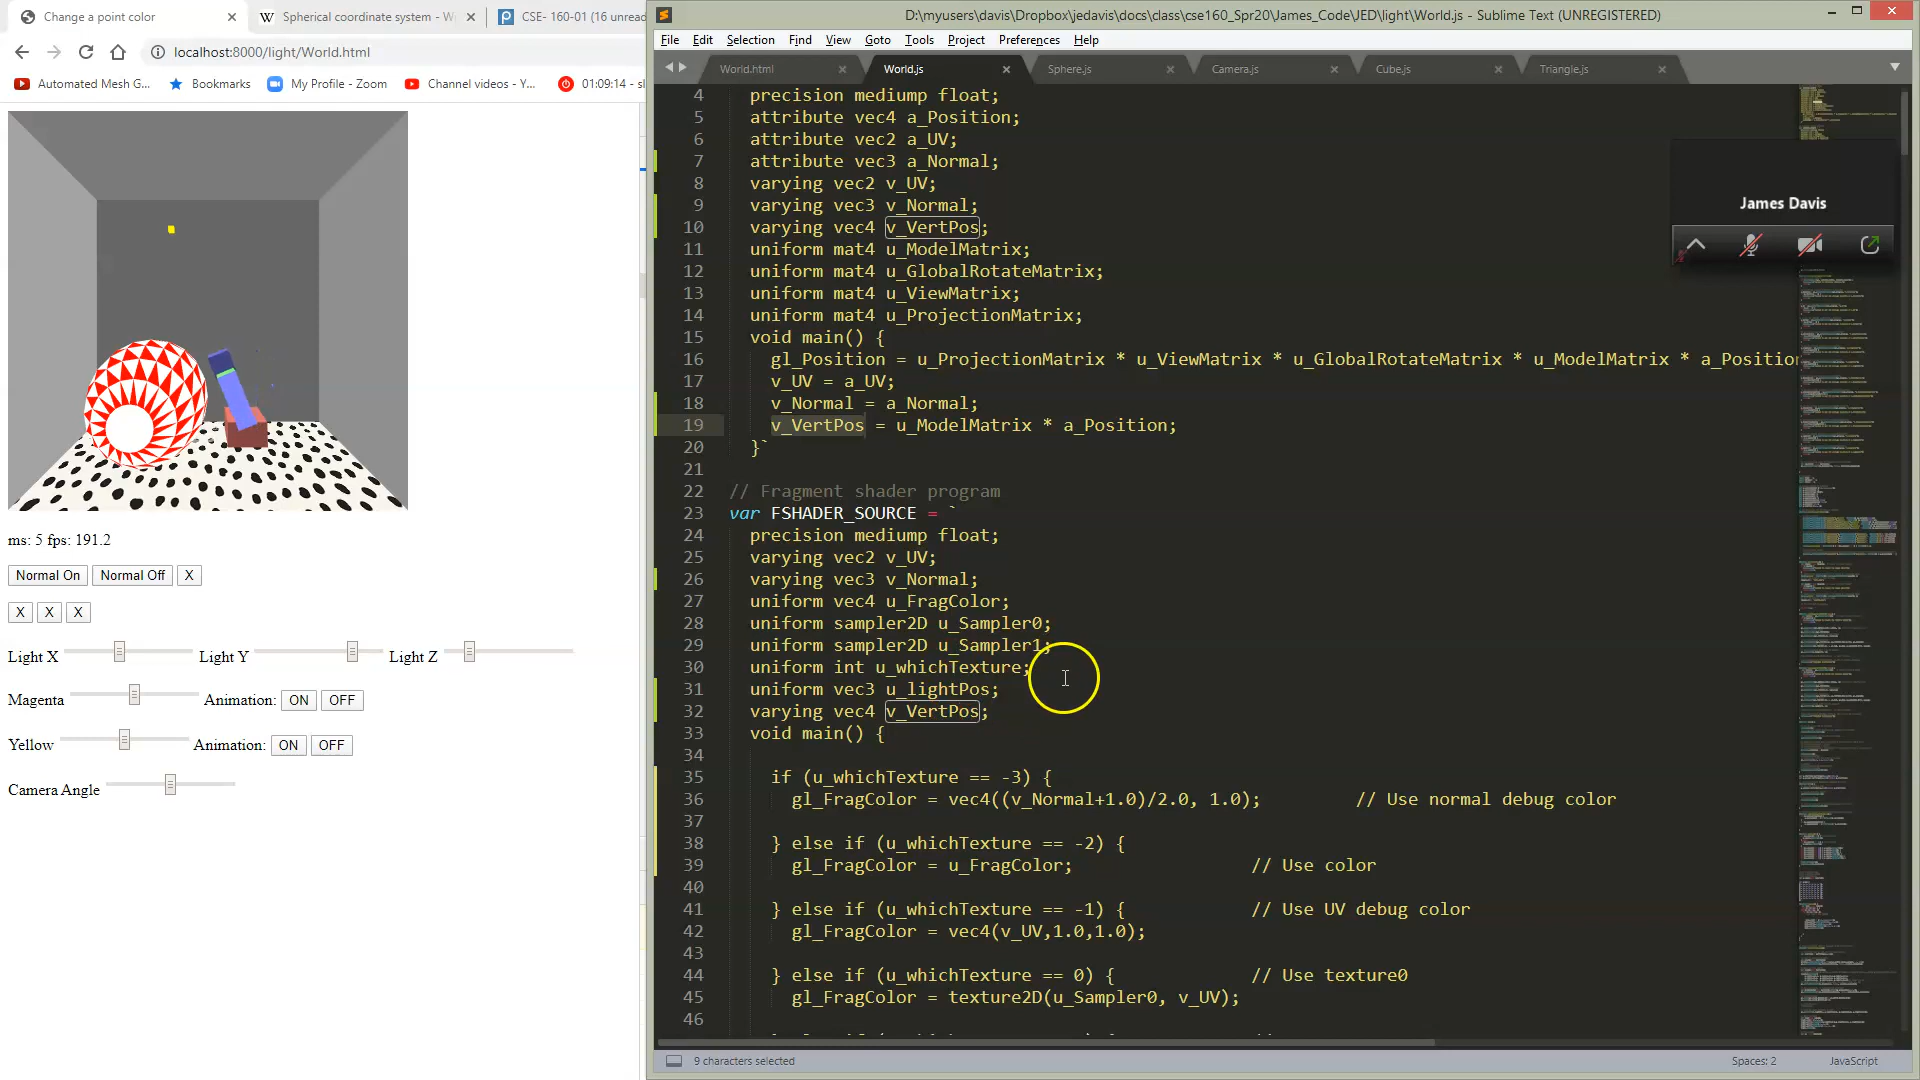 Change a point color
Spherical coordinate system - W
CSE- 160-01 (16 unread
localhost:8000/light/World.html
Automated Mesh G...
Bookmarks
My Profile - Zoom
Channel videos - Y...
01:09:14 - sl
ms: 5 fps: 191.2
Normal On
Normal Off
X
X
X
X
Light X
Light Y
Light Z
Magenta
Animation:
ON
OFF
Yellow
Animation:
ON
OFF
Camera Angle
D:\myusers\davis\Dropbox\jedavis\docs\class\cse160_Spr20\James_Code\JED\light\World.js - Sublime Text (UNREGISTERED)
File Edit Selection Find View Goto Tools Project Preferences Help
World.html
World.js
Sphere.js
Camera.js
Cube.js
Triangle.js
4 precision mediump float;
5 attribute vec4 a_Position;
6 attribute vec2 a_UV;
7 attribute vec3 a_Normal;
8 varying vec2 v_UV;
9 varying vec3 v_Normal;
10 varying vec4 v_VertPos;
11 uniform mat4 u_ModelMatrix;
12 uniform mat4 u_GlobalRotateMatrix;
13 uniform mat4 u_ViewMatrix;
14 uniform mat4 u_ProjectionMatrix;
15 void main() {
16 gl_Position = u_ProjectionMatrix * u_ViewMatrix * u_GlobalRotateMatrix * u_ModelMatrix * a_Position
17 v_UV = a_UV;
18 v_Normal = a_Normal;
19 v_VertPos = u_ModelMatrix * a_Position;
20 }`
21
22 // Fragment shader program
23 var FSHADER_SOURCE = `
24 precision mediump float;
25 varying vec2 v_UV;
26 varying vec3 v_Normal;
27 uniform vec4 u_FragColor;
28 uniform sampler2D u_Sampler0;
29 uniform sampler2D u_Sampler1;
30 uniform int u_whichTexture;
31 uniform vec3 u_lightPos;
32 varying vec4 v_VertPos;
33 void main() {
34
35 if (u_whichTexture == -3) {
36 gl_FragColor = vec4((v_Normal+1.0)/2.0, 1.0); // Use normal debug color
37
38 } else if (u_whichTexture == -2) {
39 gl_FragColor = u_FragColor; // Use color
40
41 } else if (u_whichTexture == -1) { // Use UV debug color
42 gl_FragColor = vec4(v_UV,1.0,1.0);
43
44 } else if (u_whichTexture == 0) { // Use texture0
45 gl_FragColor = texture2D(u_Sampler0, v_UV);
46
James Davis
9 characters selected
Spaces: 2
JavaScript